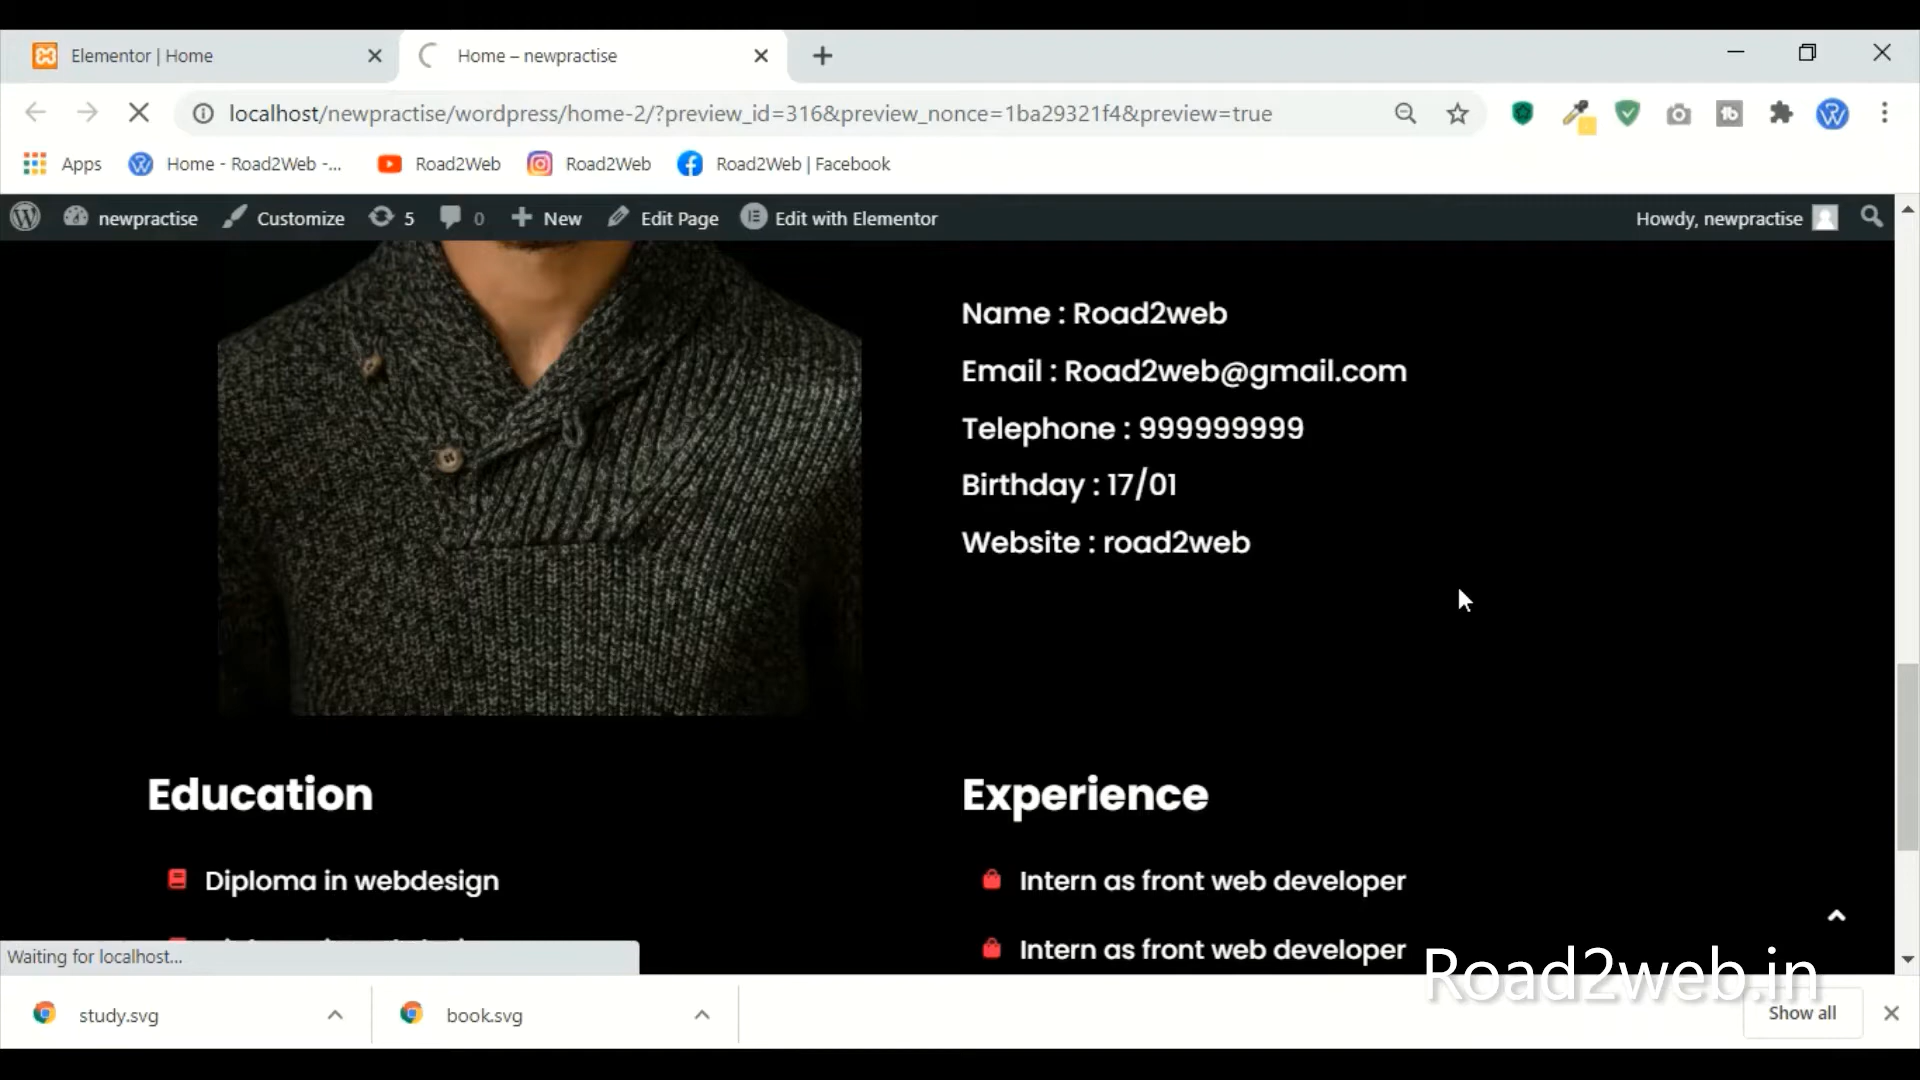 Elementor | Home
Home – newpractise
localhost/newpractise/wordpress/home-2/?preview_id=316&preview_nonce=1ba29321f4&preview=true
Apps
Home - Road2Web -...
Road2Web
Road2Web
Road2Web | Facebook
newpractise
Customize
5
0
New
Edit Page
Edit with Elementor
Howdy, newpractise
Name : Road2web
Email : Road2web@gmail.com
Telephone : 999999999
Birthday : 17/01
Website : road2web
Education
Experience
Diploma in webdesign
Intern as front web developer
Intern as front web developer
Waiting for localhost...
Road2web.in
study.svg
book.svg
Show all